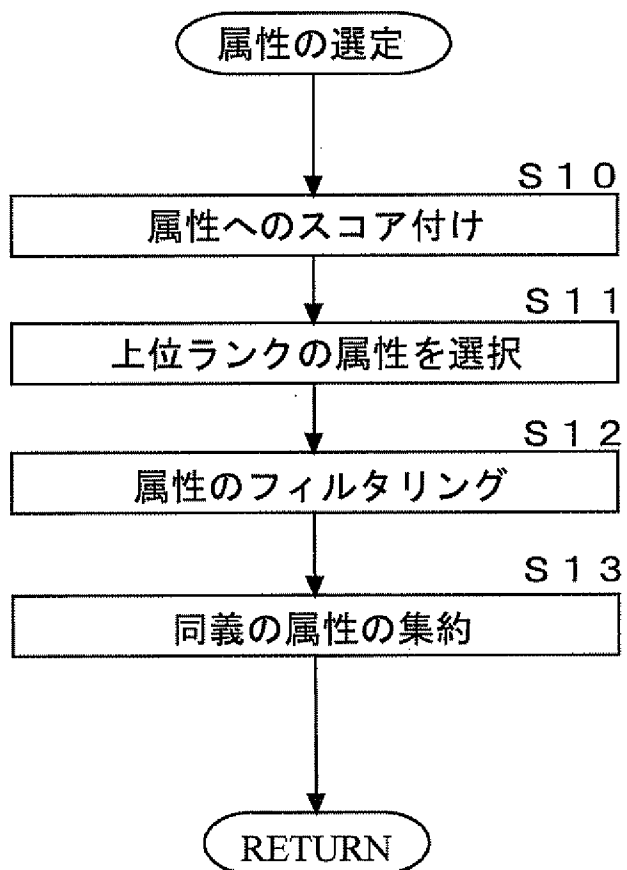 属性の選定
S10
属性へのスコア付け
S11
上位ランクの属性を選択
S12
属性のフィルタリング
S13
同義の属性の集約
RETURN